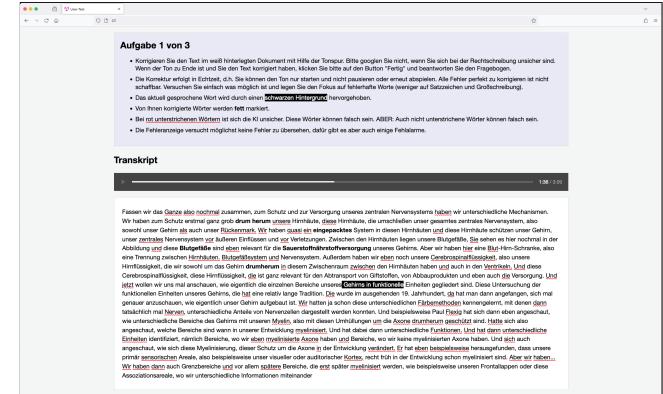 User Test
Aufgabe 1 von 3
Korrigieren Sie den Text im weiß hinterlegten Dokument mit Hilfe der Tonspur. Bitte googlen Sie nicht, wenn Sie sich bei der Rechtschreibung unsicher sind.
Wenn der Ton zu Ende ist und Sie den Text korrigiert haben, klicken Sie bitte auf den Button "Fertig" und beantworten Sie den Fragebogen.
Die Korrektur erfolgt in Echtzeit, d.h. Sie können den Ton nur starten und nicht pausieren oder erneut abspielen. Alle Fehler perfekt zu korrigieren ist nicht
schaffbar. Versuchen Sie einfach was möglich ist und legen Sie den Fokus auf fehlerhafte Worte (weniger auf Satzzeichen und Großschreibung).
Das aktuell gesprochene Wort wird durch einen schwarzen Hintergrund hervorgehoben.
Von Ihnen korrigierte Wörter werden fett markiert.
Bei rot unterstrichenen Wörtern ist sich die KI unsicher. Diese Wörter können falsch sein. ABER: Auch nicht unterstrichene Wörter können falsch sein.
Die Fehleranzeige versucht möglichst keine Fehler zu übersehen, dafür gibt es aber auch einige Fehlalarme.
Transkript
1:36 / 3:00
Fassen wir das Ganze also nochmal zusammen, zum Schutz und zur Versorgung unseres zentralen Nervensystems haben wir unterschiedliche Mechanismen.
Wir haben zum Schutz erstmal ganz grob drum herum unsere Hirnhäute, diese Hirnhäute, die umschließen unser gesamtes zentrales Nervensystem, also
sowohl unser Gehirn als auch unser Rückenmark. Wir haben quasi ein eingepacktes System in diesen Hirnhäuten und diese Hirnhäute schützen unser Gehirn,
unser zentrales Nervensystem vor äußeren Einflüssen und vor Verletzungen. Zwischen den Hirnhäuten liegen unsere Blutgefäße, Sie sehen es hier nochmal in der
Abbildung und diese Blutgefäße sind eben relevant für die Sauerstoffnährstoffversorgung unseres Gehirns. Aber wir haben hier eine Blut-Hirn-Schranke, also
eine Trennung zwischen Hirnhäuten, Blutgefäßsystem und Nervensystem. Außerdem haben wir eben noch unsere Cerebrospinalflüssigkeit, also unsere
Hirnflüssigkeit, die wir sowohl um das Gehirn drumherum in diesem Zwischenraum zwischen den Hirnhäuten haben und auch in den Ventrikeln. Und diese
Cerebrospinalflüssigkeit, diese Hirnflüssigkeit, die ist ganz relevant für den Abtransport von Giftstoffen, von Abbauprodukten und eben auch die Versorgung. Und
jetzt wollen wir uns mal anschauen, wie eigentlich die einzelnen Bereiche unseres Gehirns in funktionelle Einheiten gegliedert sind. Diese Untersuchung der
funktionellen Einheiten unseres Gehirns, die hat eine relativ lange Tradition. Die wurde im ausgehenden 19. Jahrhundert, da hat man dann angefangen, sich mal
genauer anzuschauen, wie eigentlich unser Gehirn aufgebaut ist. Wir hatten ja schon diese unterschiedlichen Färbemethoden kennengelernt, mit denen dann
tatsächlich mal Nerven, unterschiedliche Anteile von Nervenzellen dargestellt werden konnten. Und beispielsweise Paul Flexig hat sich dann eben angeschaut,
wie unterschiedliche Bereiche des Gehirns mit unseren Myelin, also mit diesen Umhüllungen um die Axone drumherum geschützt sind. Hatte sich also
angeschaut, welche Bereiche sind wann in unserer Entwicklung myelinisiert. Und hat dabei dann unterschiedliche Funktionen. Und hat dann unterschiedliche
Einheiten identifiziert, nämlich Bereiche, wo wir eben myelinisierte Axone haben und Bereiche, wo wir keine myelinisierten Axone haben. Und sich auch
angeschaut, wie sich diese Myelinisierung, dieser Schutz um die Axone in der Entwicklung verändert. Er hat eben beispielsweise herausgefunden, dass unsere
primär sensorischen Areale, also beispielsweise unser visueller oder auditorischer Kortex, recht früh in der Entwicklung schon myelinisiert sind. Aber wir haben...
Wir haben dann auch Grenzbereiche und vor allem spätere Bereiche, die erst später myelinisiert werden, wie beispielsweise unseren Frontallappen oder diese
Assoziationsareale, wo wir unterschiedliche Informationen miteinander